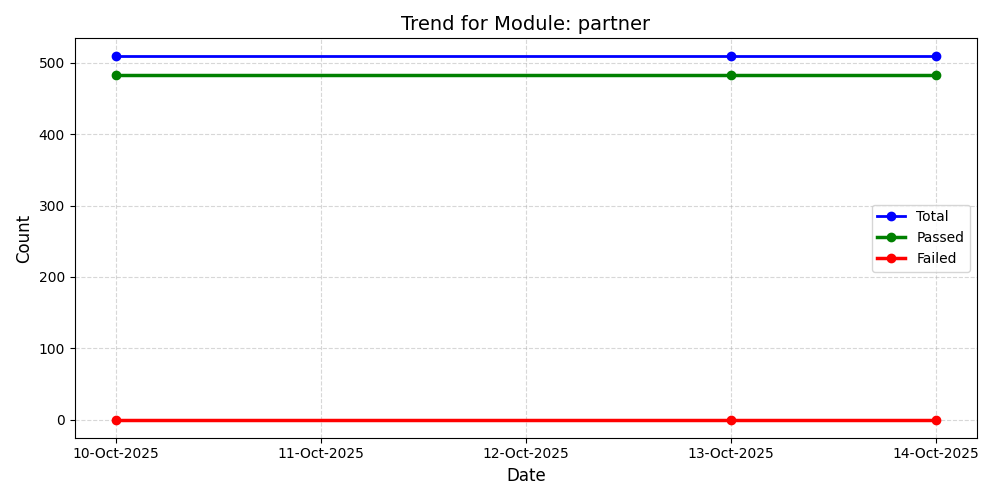 Trend for Module: partner
Count
500
400
300
200
100
0
Total
Passed
Failed
10-Oct-2025
11-Oct-2025
12-Oct-2025
13-Oct-2025
14-Oct-2025
Date